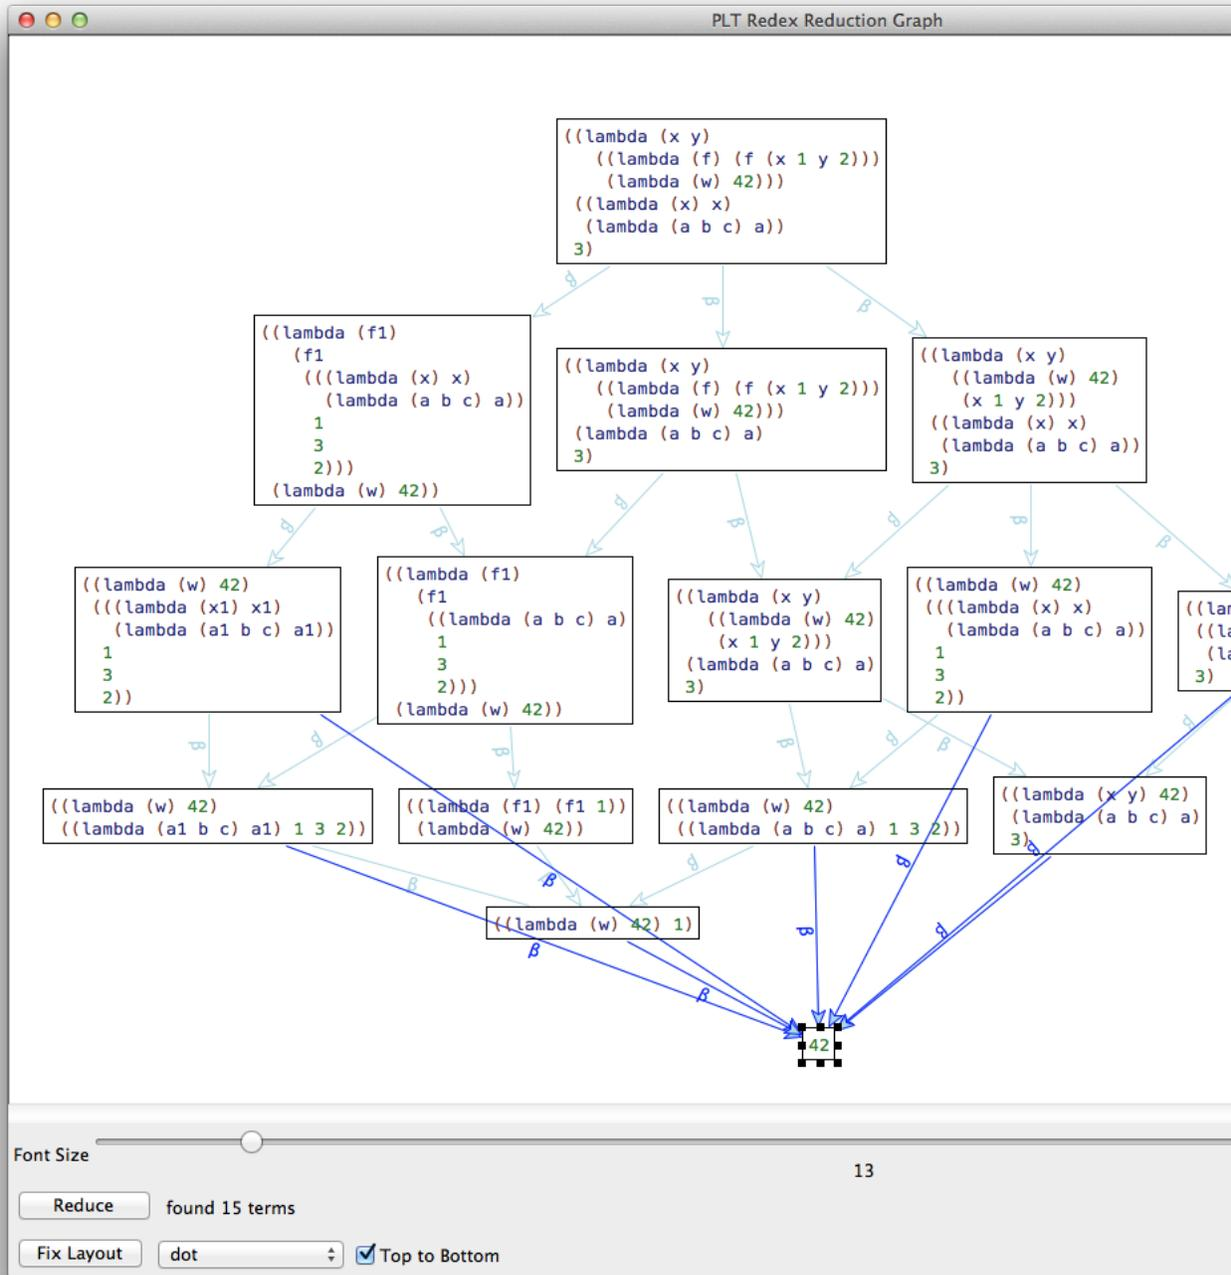 PLT Redex Reduction Graph
((lambda (x y)
((lambda (f) (f (x 1 y 2)))
(lambda (w) 42)))
((lambda (x) x)
(lambda (a b c) a))
3)
β
β
β
((lambda (f1)
(f1
(((lambda (x) x)
(lambda (a b c) a))
1
3
2)))
(lambda (w) 42))
((lambda (x y)
((lambda (f) (f (x 1 y 2)))
(lambda (w) 42)))
(lambda (a b c) a)
3)
((lambda (x y)
((lambda (w) 42)
(x 1 y 2)))
((lambda (x) x)
(lambda (a b c) a))
3)
β
β
β
β
β
β
β
((lambda (w) 42)
(((lambda (x1) x1)
(lambda (a1 b c) a1))
1
3
2))
((lambda (f1)
(f1
((lambda (a b c) a)
1
3
2)))
(lambda (w) 42))
((lambda (x y)
((lambda (w) 42)
(x 1 y 2)))
(lambda (a b c) a)
3)
((lambda (w) 42)
(((lambda (x) x)
(lambda (a b c) a))
1
3
2))
((lam
((la
(la
3)
β
β
β
β
β
β
β
((lambda (w) 42)
((lambda (a1 b c) a1) 1 3 2))
((lambda (f1) (f1 1))
(lambda (w) 42))
((lambda (w) 42)
((lambda (a b c) a) 1 3 2))
((lambda (x y) 42)
(lambda (a b c) a)
3)
β
β
β
β
β
β
β
((lambda (w) 42) 1)
β
β
β
β
42
Font Size
13
Reduce found 15 terms
Fix Layout dot Top to Bottom